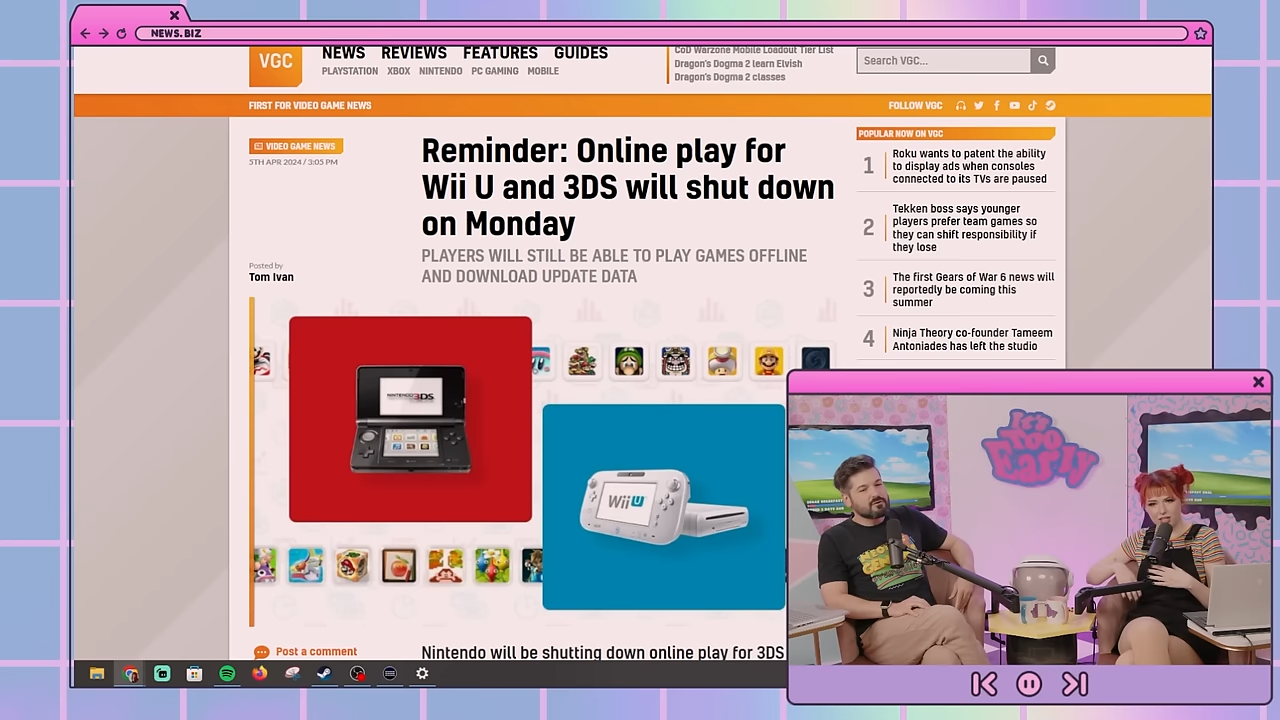 NEWS.BIZ
VGC
NEWS REVIEWS FEATURES GUIDES
PLAYSTATION XBOX NINTENDO PC GAMING MOBILE
CoD Warzone Mobile Loadout Tier List
Dragon's Dogma 2 learn Elvish
Dragon's Dogma 2 classes
Search VGC...
FIRST FOR VIDEO GAME NEWS
FOLLOW VGC
VIDEO GAME NEWS
5TH APR 2024 / 3:05 PM
Posted by
Tom Ivan
Reminder: Online play for
Wii U and 3DS will shut down
on Monday
PLAYERS WILL STILL BE ABLE TO PLAY GAMES OFFLINE
AND DOWNLOAD UPDATE DATA
POPULAR NOW ON VGC
1
Roku wants to patent the ability
to display ads when consoles
connected to its TVs are paused
2
Tekken boss says younger
players prefer team games so
they can shift responsibility if
they lose
3
The first Gears of War 6 news will
reportedly be coming this
summer
4
Ninja Theory co-founder Tameem
Antoniades has left the studio
NINTENDO 3DS
Wii U
It's
Too
Early
Post a comment
Nintendo will be shutting down online play for 3DS